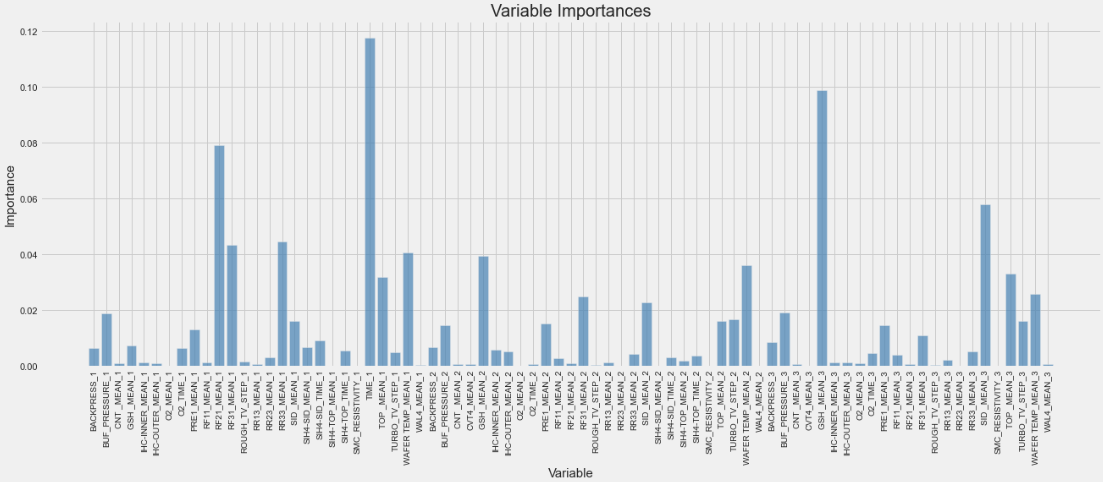 Variable Importances
0.12
0.10
0.08
0.06
0.04
0.02
0.00
Importance
BACKPRESS_1
BUF_PRESSURE_1
CNT_MEAN_1
GSH_MEAN_1
IHC-INNER_MEAN_1
IHC-OUTER_MEAN_1
O2_MEAN_1
O2_TIME_1
PRE1_MEAN_1
RF11_MEAN_1
RF21_MEAN_1
RF31_MEAN_1
ROUGH_TV_STEP_1
RR13_MEAN_1
RR23_MEAN_1
RR33_MEAN_1
SID_MEAN_1
SIH4-SID_MEAN_1
SIH4-SID_TIME_1
SIH4-TOP_MEAN_1
SIH4-TOP_TIME_1
SMC_RESISTIVITY_1
TIME_1
TOP_MEAN_1
TURBO_TV_STEP_1
WAFER TEMP_MEAN_1
WAL4_MEAN_1
BACKPRESS_2
BUF_PRESSURE_2
CNT_MEAN_2
CVT4_MEAN_2
GSH_MEAN_2
IHC-INNER_MEAN_2
IHC-OUTER_MEAN_2
O2_MEAN_2
O2_TIME_2
PRE1_MEAN_2
RF11_MEAN_2
RF21_MEAN_2
RF31_MEAN_2
ROUGH_TV_STEP_2
RR13_MEAN_2
RR23_MEAN_2
RR33_MEAN_2
SID_MEAN_2
SIH4-SID_MEAN_2
SIH4-SID_TIME_2
SIH4-TOP_MEAN_2
SIH4-TOP_TIME_2
SMC_RESISTIVITY_2
TOP_MEAN_2
TURBO_TV_STEP_2
WAFER TEMP_MEAN_2
WAL4_MEAN_2
BACKPRESS_3
BUF_PRESSURE_3
CNT_MEAN_3
CVT4_MEAN_3
GSH_MEAN_3
IHC-INNER_MEAN_3
IHC-OUTER_MEAN_3
O2_MEAN_3
O2_TIME_3
PRE1_MEAN_3
RF11_MEAN_3
RF21_MEAN_3
RF31_MEAN_3
ROUGH_TV_STEP_3
RR13_MEAN_3
RR23_MEAN_3
RR33_MEAN_3
SID_MEAN_3
SMC_RESISTIVITY_3
TOP_MEAN_3
TURBO_TV_STEP_3
WAFER TEMP_MEAN_3
WAL4_MEAN_3
Variable